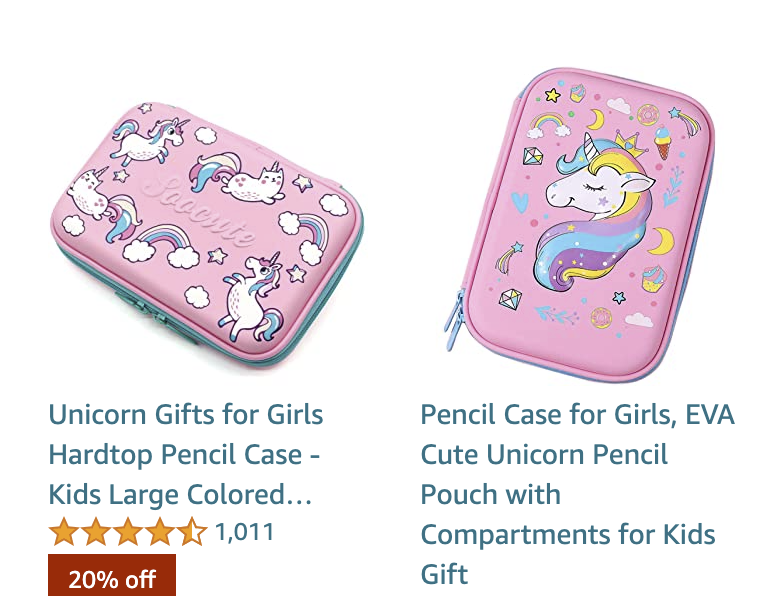 Soocute
Unicorn Gifts for Girls
Hardtop Pencil Case -
Kids Large Colored...
1,011
20% off
Pencil Case for Girls, EVA
Cute Unicorn Pencil
Pouch with
Compartments for Kids
Gift